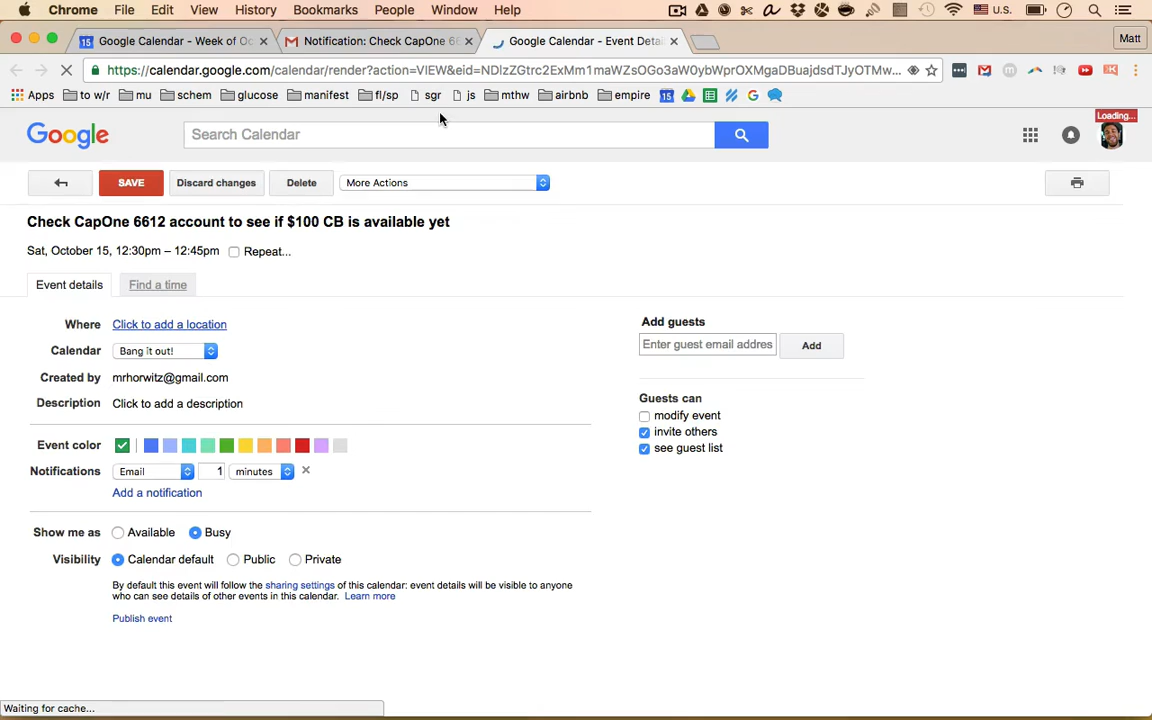 Chrome File Edit View History Bookmarks People Window Help U.S.
15 Google Calendar - Week of Oc × Notification: Check CapOne 66 × Google Calendar - Event Detai × Matt
https://calendar.google.com/calendar/render?action=VIEW&eid=NDlzZGtrc2ExMm1maWZsOGo3aW0ybWprOXMgaDBuajdsdTJyOTMw...
Apps to w/r mu schem glucose manifest fl/sp sgr js mthw airbnb empire 15
Loading...
Google Search Calendar
SAVE Discard changes Delete More Actions
Check CapOne 6612 account to see if $100 CB is available yet
Sat, October 15, 12:30pm – 12:45pm Repeat...
Event details Find a time
Where Click to add a location
Calendar Bang it out!
Created by mrhorwitz@gmail.com
Description Click to add a description
Event color
Notifications Email 1 minutes ×
Add a notification
Show me as Available Busy
Visibility Calendar default Public Private
By default this event will follow the sharing settings of this calendar: event details will be visible to anyone
who can see details of other events in this calendar. Learn more
Publish event
Add guests
Enter guest email addres Add
Guests can
modify event
invite others
see guest list
Waiting for cache...